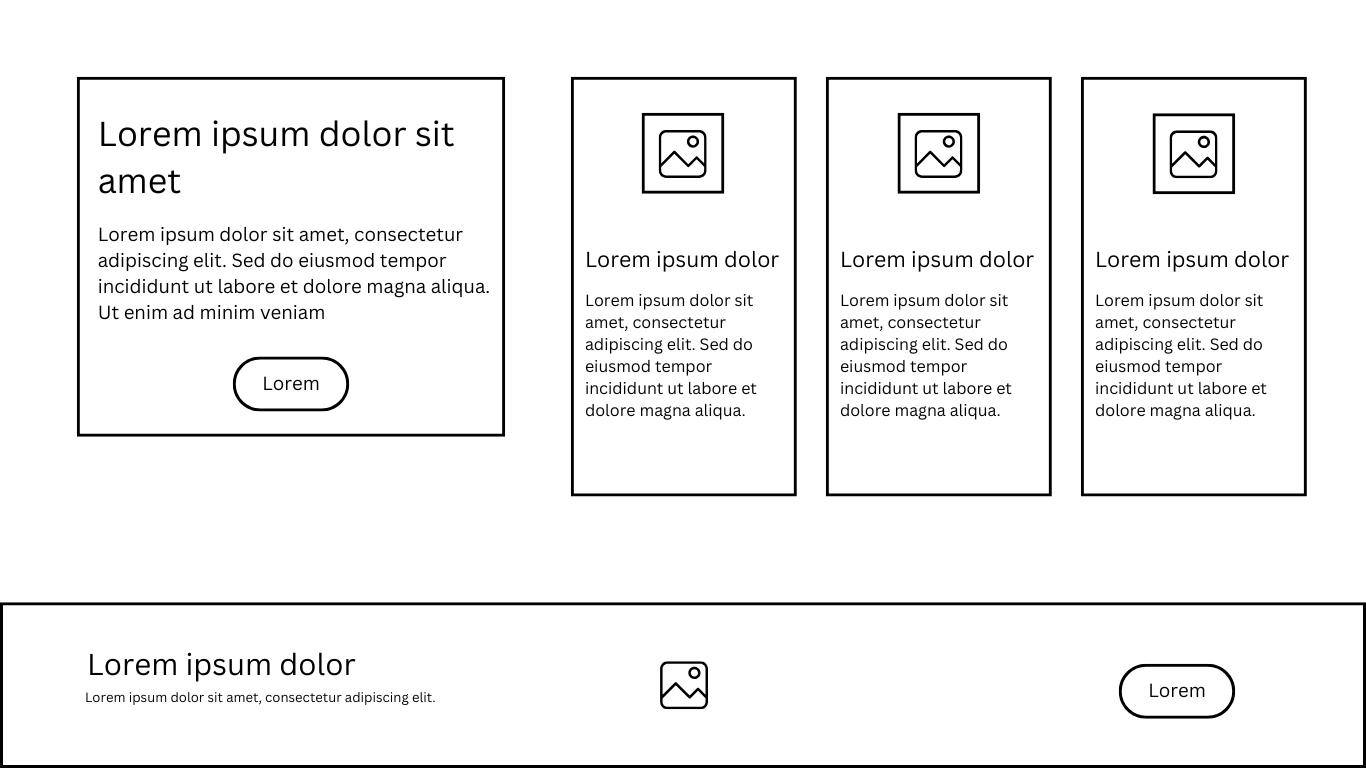 Lorem ipsum dolor sit
amet
Lorem ipsum dolor sit amet, consectetur
adipiscing elit. Sed do eiusmod tempor
incididunt ut labore et dolore magna aliqua.
Ut enim ad minim veniam
Lorem
Lorem ipsum dolor
Lorem ipsum dolor sit
amet, consectetur
adipiscing elit. Sed do
eiusmod tempor
incididunt ut labore et
dolore magna aliqua.
Lorem ipsum dolor
Lorem ipsum dolor sit
amet, consectetur
adipiscing elit. Sed do
eiusmod tempor
incididunt ut labore et
dolore magna aliqua.
Lorem ipsum dolor
Lorem ipsum dolor sit
amet, consectetur
adipiscing elit. Sed do
eiusmod tempor
incididunt ut labore et
dolore magna aliqua.
Lorem ipsum dolor
Lorem ipsum dolor sit amet, consectetur adipiscing elit.
Lorem